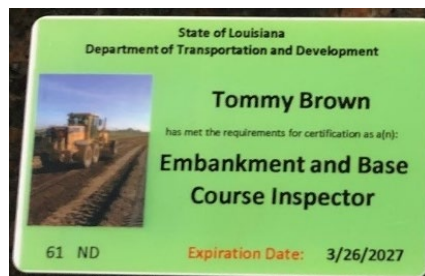 State of Louisiana
Department of Transportation and Development
Tommy Brown
has met the requirements for certification as a(n):
Embankment and Base
Course Inspector
61 ND
Expiration Date: 3/26/2027